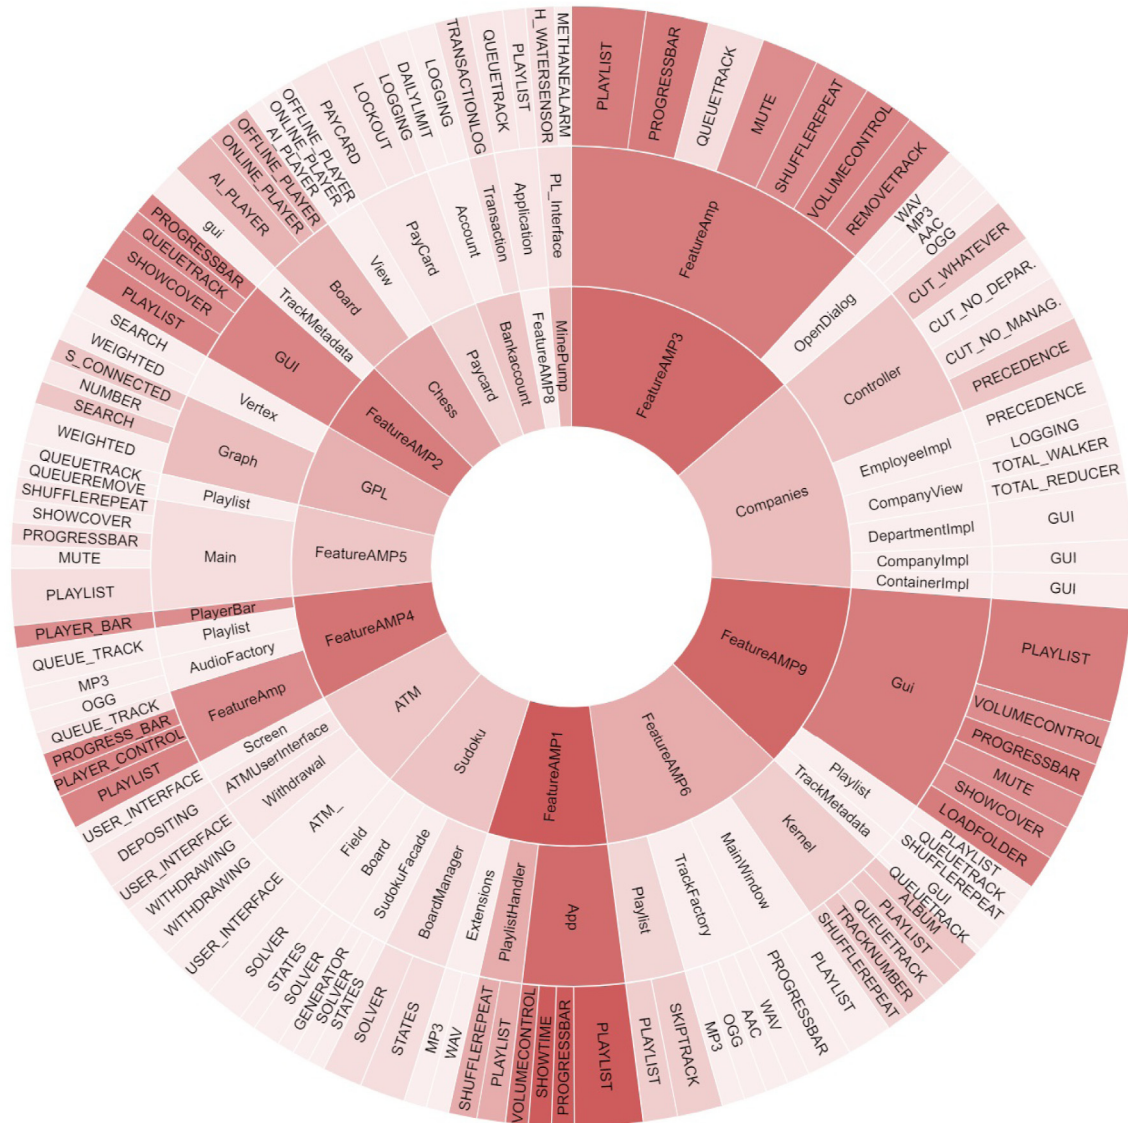 FeatureAMP3
FeatureAmp
PLAYLIST
PROGRESSBAR
QUEUETRACK
MUTE
SHUFFLEREPEAT
VOLUMECONTROL
REMOVETRACK
OpenDialog
WAV
MP3
AAC
OGG
Companies
Controller
CUT_WHATEVER
CUT_NO_DEPAR.
CUT_NO_MANAG.
PRECEDENCE
EmployeeImpl
PRECEDENCE
LOGGING
CompanyView
TOTAL_WALKER
TOTAL_REDUCER
DepartmentImpl
GUI
CompanyImpl
GUI
ContainerImpl
GUI
FeatureAMP9
Gui
PLAYLIST
VOLUMECONTROL
PROGRESSBAR
MUTE
SHOWCOVER
LOADFOLDER
Playlist
PLAYLIST
QUEUETRACK
SHUFFLEREPEAT
TrackMetadata
GUI
QUEUETRACK
FeatureAMP6
Kernel
ALBUM
PLAYLIST
QUEUETRACK
TRACKNUMBER
SHUFFLEREPEAT
MainWindow
PLAYLIST
PROGRESSBAR
TrackFactory
WAV
AAC
OGG
MP3
Playlist
SKIPTRACK
PLAYLIST
FeatureAMP1
App
PLAYLIST
PROGRESSBAR
SHOWTIME
VOLUMECONTROL
PlaylistHandler
PLAYLIST
SHUFFLEREPEAT
Extensions
WAV
MP3
Sudoku
BoardManager
STATES
SOLVER
SudokuFacade
STATES
SOLVER
GENERATOR
Board
SOLVER
STATES
Field
SOLVER
ATM
ATM_
USER_INTERFACE
WITHDRAWING
Withdrawal
WITHDRAWING
USER_INTERFACE
ATMUserInterface
DEPOSITING
Screen
USER_INTERFACE
FeatureAMP4
FeatureAmp
PLAYLIST
PLAYER_CONTROL
PROGRESS_BAR
QUEUE_TRACK
AudioFactory
OGG
MP3
Playlist
QUEUE_TRACK
PlayerBar
PLAYER_BAR
FeatureAMP5
Main
PLAYLIST
MUTE
PROGRESSBAR
SHOWCOVER
SHUFFLEREPEAT
QUEUEREMOVE
Playlist
QUEUETRACK
GPL
Graph
WEIGHTED
SEARCH
NUMBER
S_CONNECTED
Vertex
WEIGHTED
SEARCH
FeatureAMP2
GUI
PLAYLIST
SHOWCOVER
QUEUETRACK
PROGRESSBAR
TrackMetadata
gui
Chess
Board
AI_PLAYER
ONLINE_PLAYER
OFFLINE_PLAYER
View
AI_PLAYER
ONLINE_PLAYER
OFFLINE_PLAYER
Paycard
PayCard
PAYCARD
LOCKOUT
LOGGING
Bankaccount
Account
DAILYLIMIT
LOGGING
Transaction
TRANSACTIONLOG
FeatureAMP8
Application
QUEUETRACK
PLAYLIST
MinePump
PL_Interface
H_WATERSENSOR
METHANEALARM